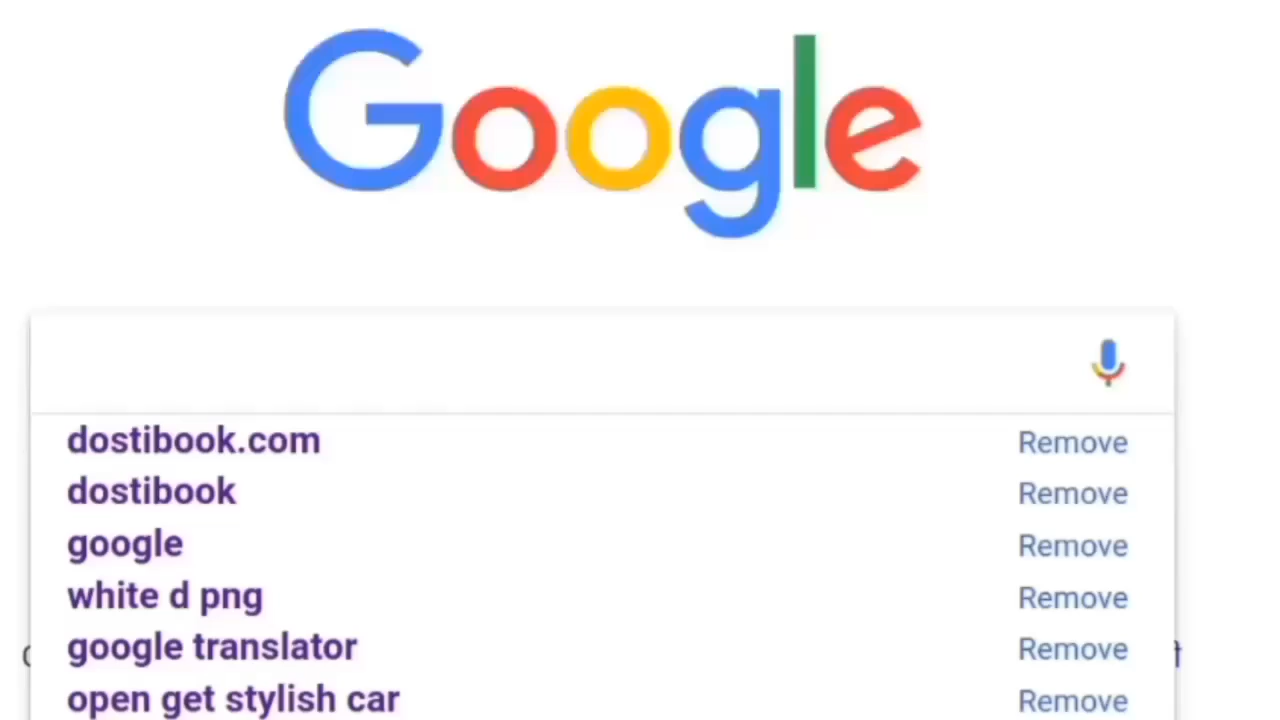 Google
dostibook.com Remove
dostibook Remove
google Remove
white d png Remove
google translator Remove
open get stylish car Remove